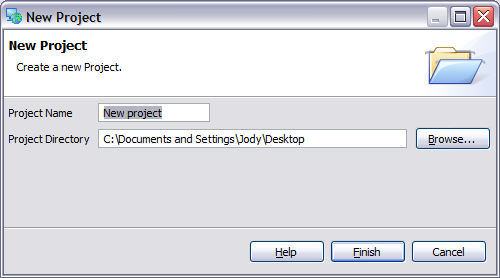 New Project
New Project
Create a new Project.
Project Name New project
Project Directory C:\Documents and Settings\Jody\Desktop Browse...
Help Finish Cancel